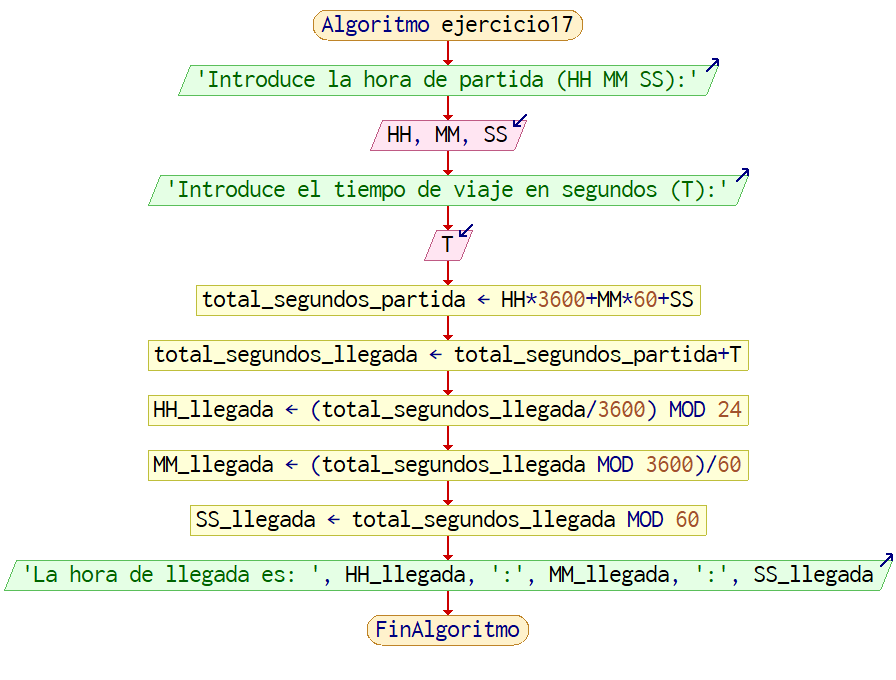 Algoritmo ejercicio17
'Introduce la hora de partida (HH MM SS):'
HH, MM, SS
'Introduce el tiempo de viaje en segundos (T):'
T
total_segundos_partida ← HH*3600+MM*60+SS
total_segundos_llegada ← total_segundos_partida+T
HH_llegada ← (total_segundos_llegada/3600) MOD 24
MM_llegada ← (total_segundos_llegada MOD 3600)/60
SS_llegada ← total_segundos_llegada MOD 60
'La hora de llegada es: ', HH_llegada, ':', MM_llegada, ':', SS_llegada
FinAlgoritmo